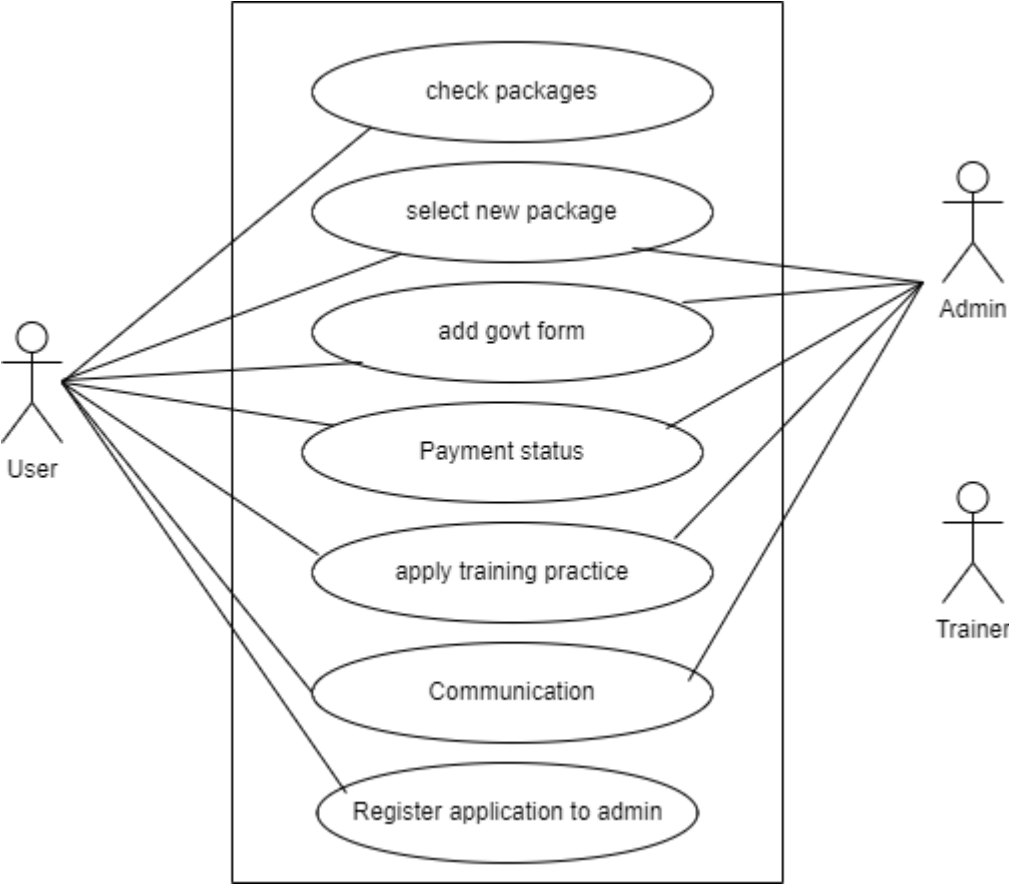 check packages
select new package
Admin
add govt form
User
Payment status
apply training practice
Trainer
Communication
Register application to admin